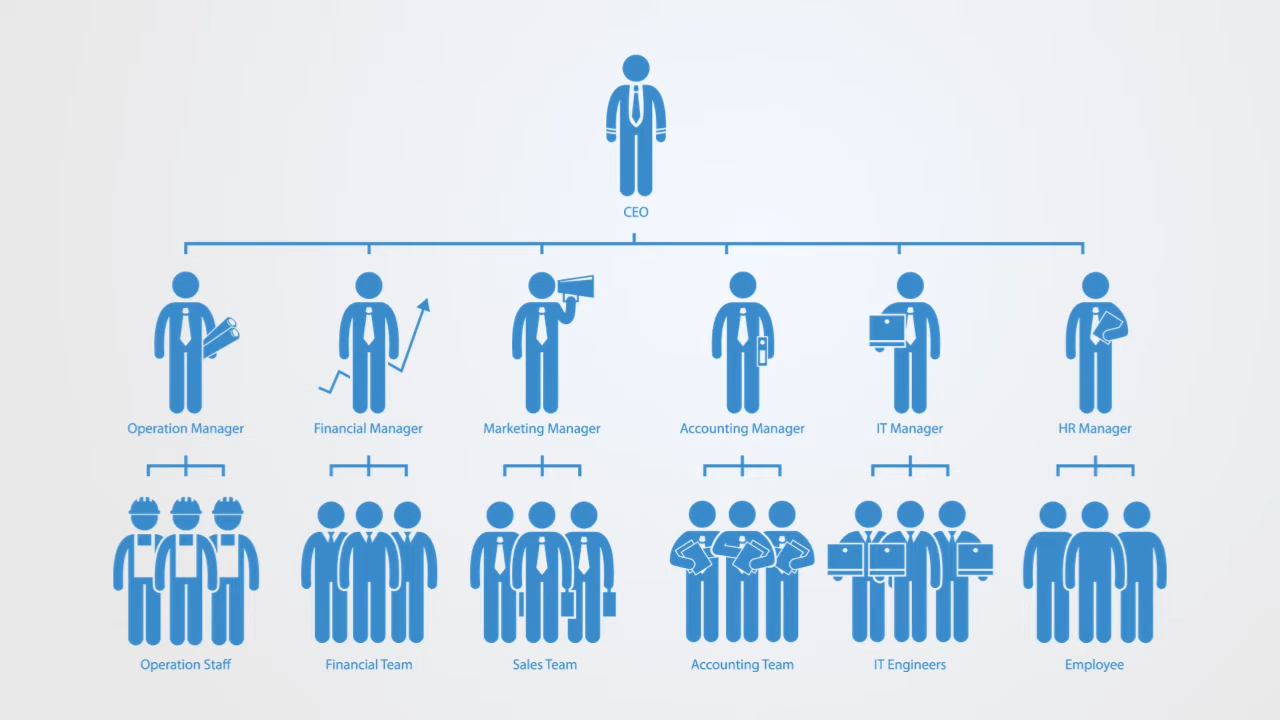 CEO
Operation Manager
Financial Manager
Marketing Manager
Accounting Manager
IT Manager
HR Manager
Operation Staff
Financial Team
Sales Team
Accounting Team
IT Engineers
Employee